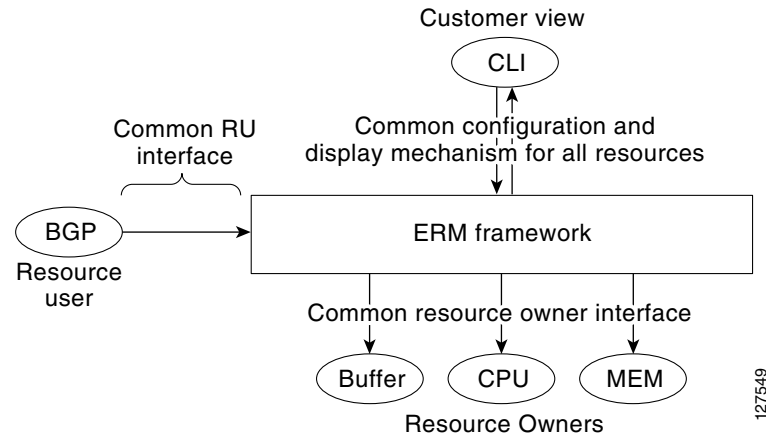 Customer view
CLI
Common RU
interface
Common configuration and
display mechanism for all resources
BGP
ERM framework
Resource
user
Common resource owner interface
Buffer
CPU
MEM
Resource Owners
127549